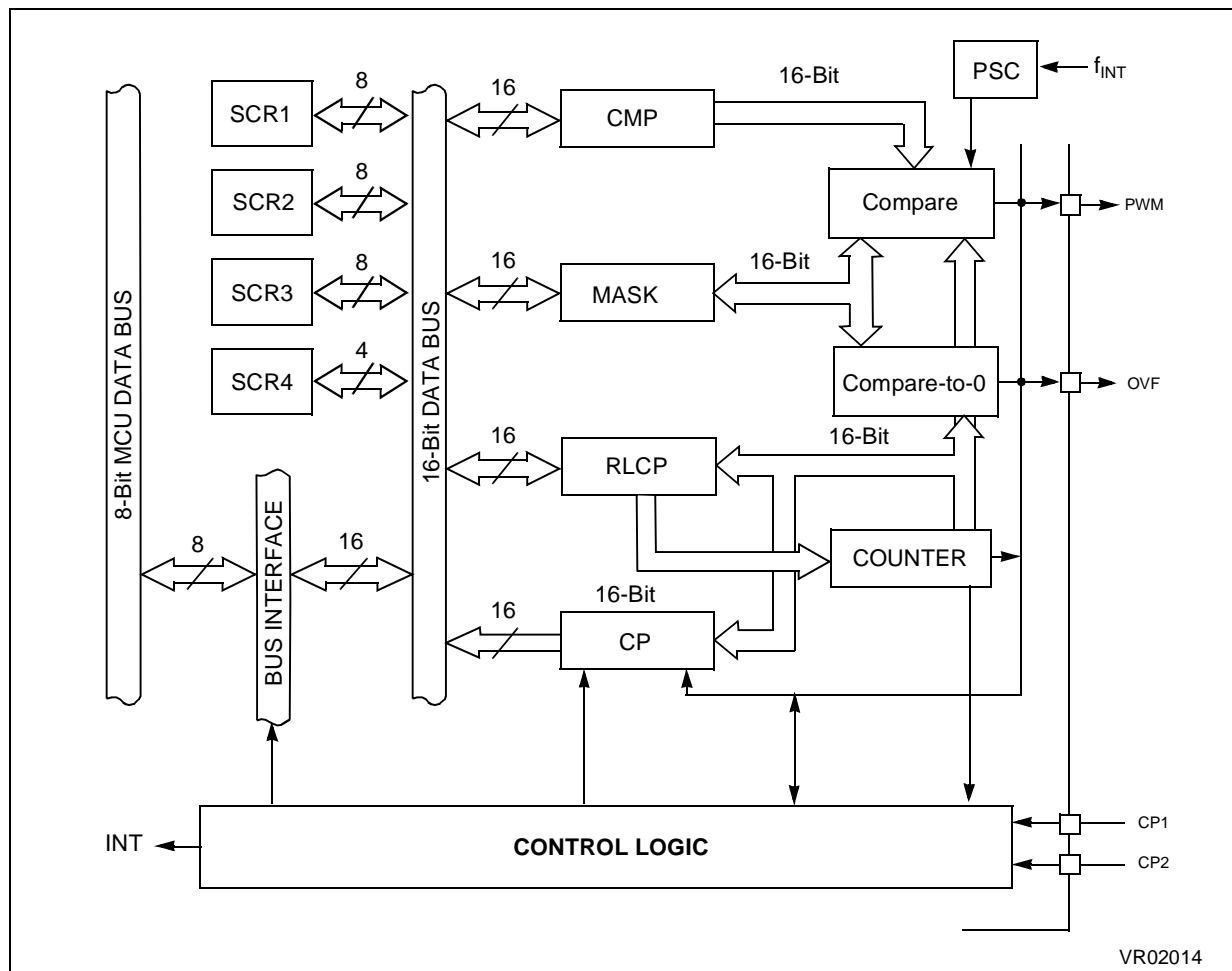 16-Bit
PSC
fINT
8
SCR1
16
CMP
8
SCR2
Compare
PWM
8
SCR3
16
MASK
16-Bit
4
SCR4
Compare-to-0
OVF
8-Bit MCU DATA BUS
16-Bit DATA BUS
16
RLCP
16-Bit
BUS INTERFACE
8
16
COUNTER
16
16-Bit
CP
INT
CONTROL LOGIC
CP1
CP2
VR02014